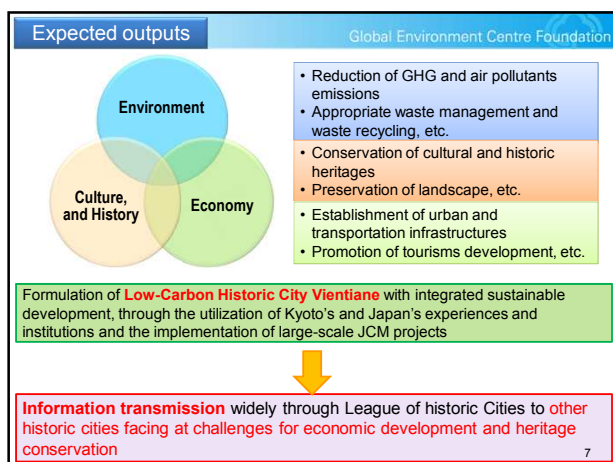 Expected outputs
Global Environment Centre Foundation
Environment
Culture,
and History
Economy
• Reduction of GHG and air pollutants
emissions
• Appropriate waste management and
waste recycling, etc.
• Conservation of cultural and historic
heritages
• Preservation of landscape, etc.
• Establishment of urban and
transportation infrastructures
• Promotion of tourisms development, etc.
Formulation of Low-Carbon Historic City Vientiane with integrated sustainable
development, through the utilization of Kyoto's and Japan's experiences and
institutions and the implementation of large-scale JCM projects
Information transmission widely through League of historic Cities to other
historic cities facing at challenges for economic development and heritage
conservation
7